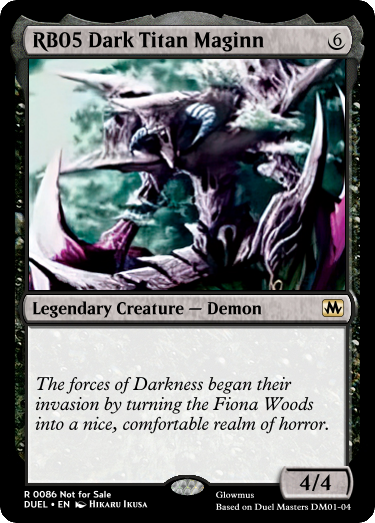 RB05 Dark Titan Maginn 6
Legendary Creature — Demon
The forces of Darkness began their
invasion by turning the Fiona Woods
into a nice, comfortable realm of horror.
4/4
R 0086 Not for Sale
DUEL • EN Hikaru Ikusa
Glowmus
Based on Duel Masters DM01-04